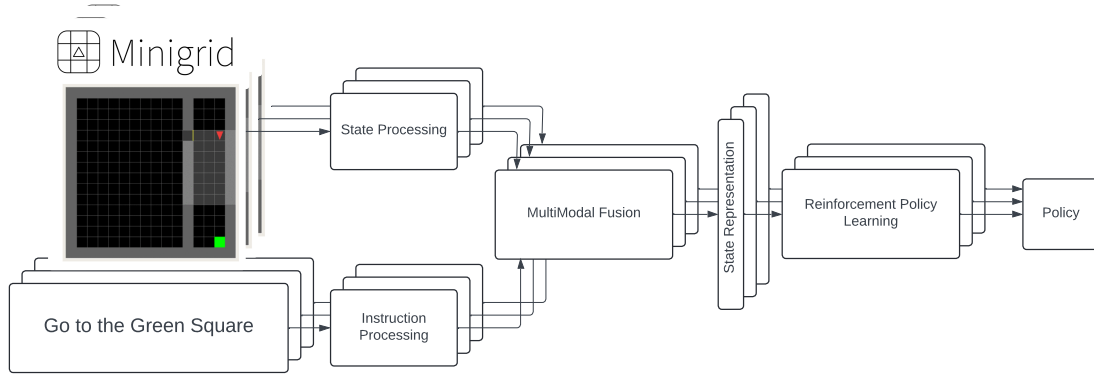 Minigrid
State Processing
MultiModal Fusion
State Representation
Reinforcement Policy
Learning
Policy
Go to the Green Square
Instruction
Processing